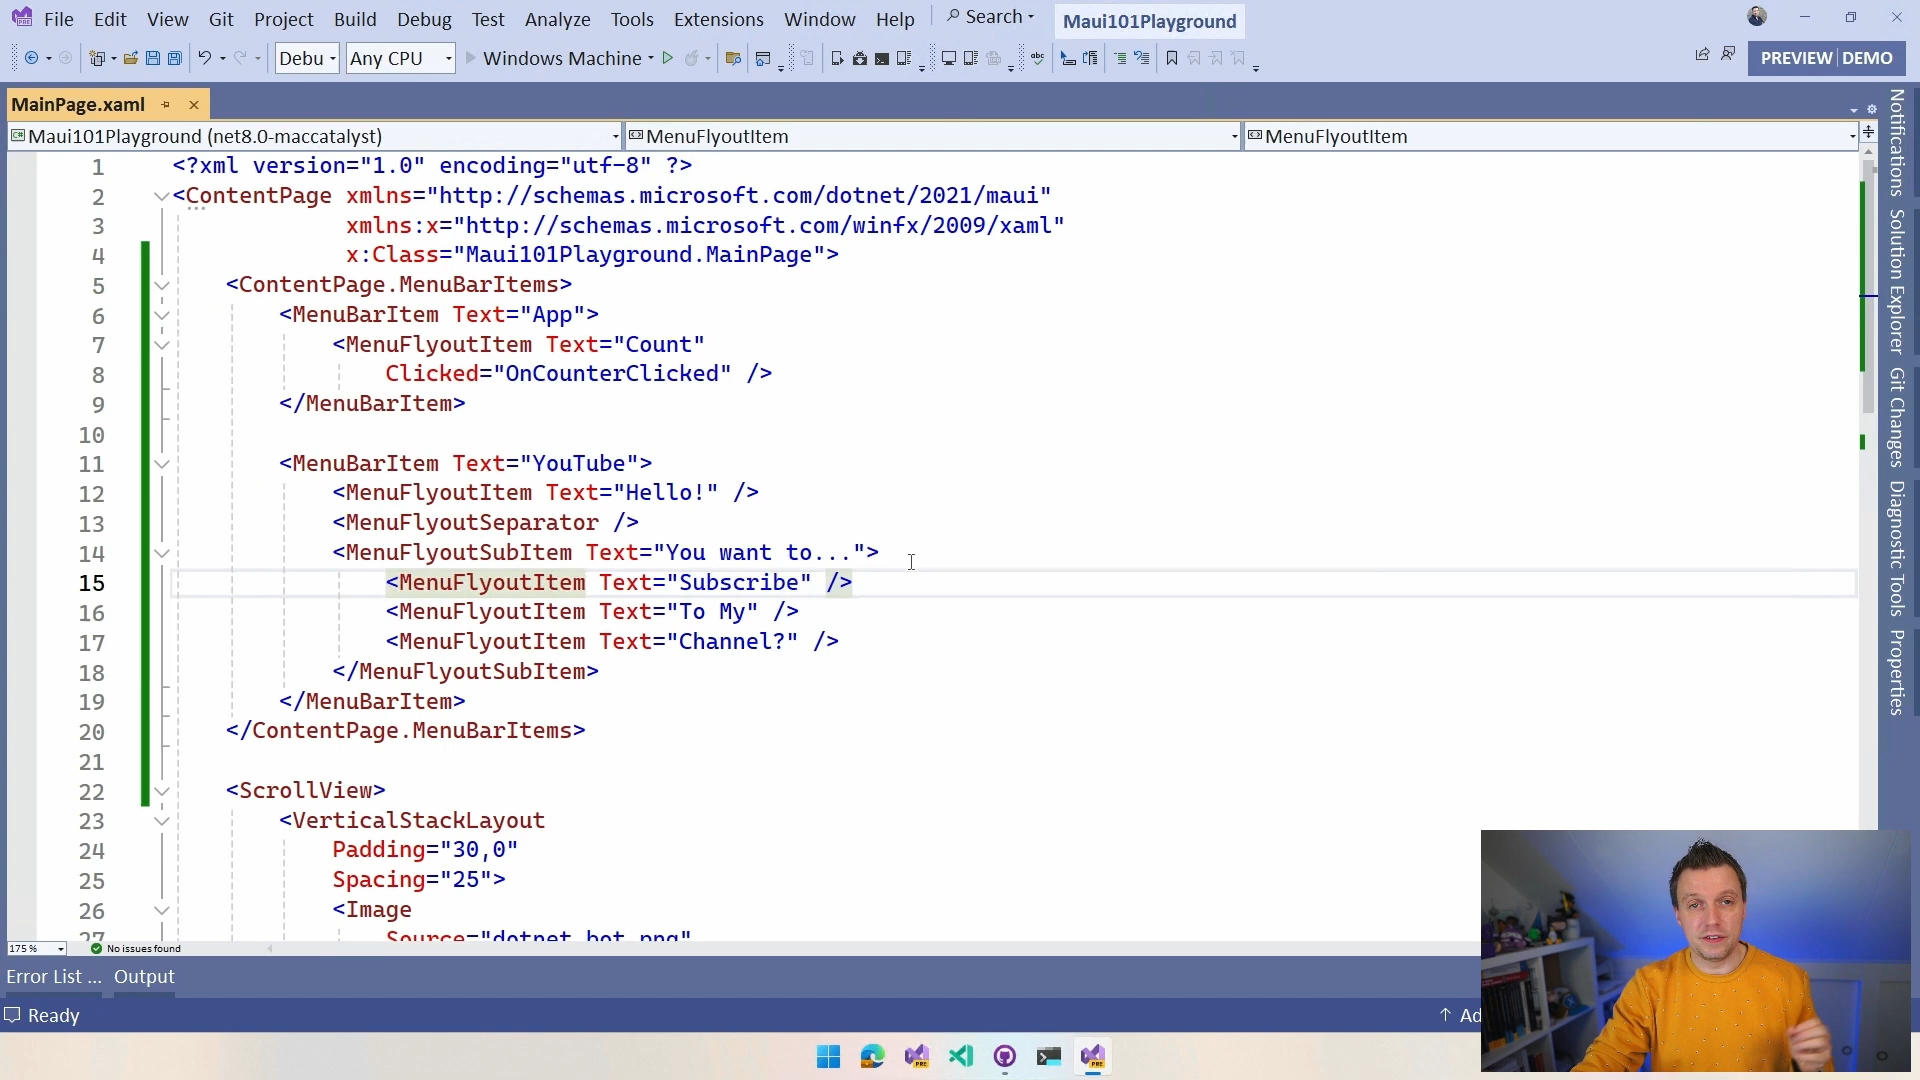 File Edit View Git Project Build Debug Test Analyze Tools Extensions Window Help Search Maui101Playground
Debu Any CPU Windows Machine PREVIEW DEMO
MainPage.xaml
Maui101Playground (net8.0-maccatalyst) MenuFlyoutItem MenuFlyoutItem
1 <?xml version="1.0" encoding="utf-8" ?>
2 <ContentPage xmlns="http://schemas.microsoft.com/dotnet/2021/maui"
3 xmlns:x="http://schemas.microsoft.com/winfx/2009/xaml"
4 x:Class="Maui101Playground.MainPage">
5 <ContentPage.MenuBarItems>
6 <MenuBarItem Text="App">
7 <MenuFlyoutItem Text="Count"
8 Clicked="OnCounterClicked" />
9 </MenuBarItem>
10
11 <MenuBarItem Text="YouTube">
12 <MenuFlyoutItem Text="Hello!" />
13 <MenuFlyoutSeparator />
14 <MenuFlyoutSubItem Text="You want to...">
15 <MenuFlyoutItem Text="Subscribe" />
16 <MenuFlyoutItem Text="To My" />
17 <MenuFlyoutItem Text="Channel?" />
18 </MenuFlyoutSubItem>
19 </MenuBarItem>
20 </ContentPage.MenuBarItems>
21
22 <ScrollView>
23 <VerticalStackLayout
24 Padding="30,0"
25 Spacing="25">
26 <Image
27 Source="dotnet_bot.png"
175 % No issues found
Error List ... Output
Ready Ad
Notifications
Solution Explorer
Git Changes
Diagnostic Tools
Properties